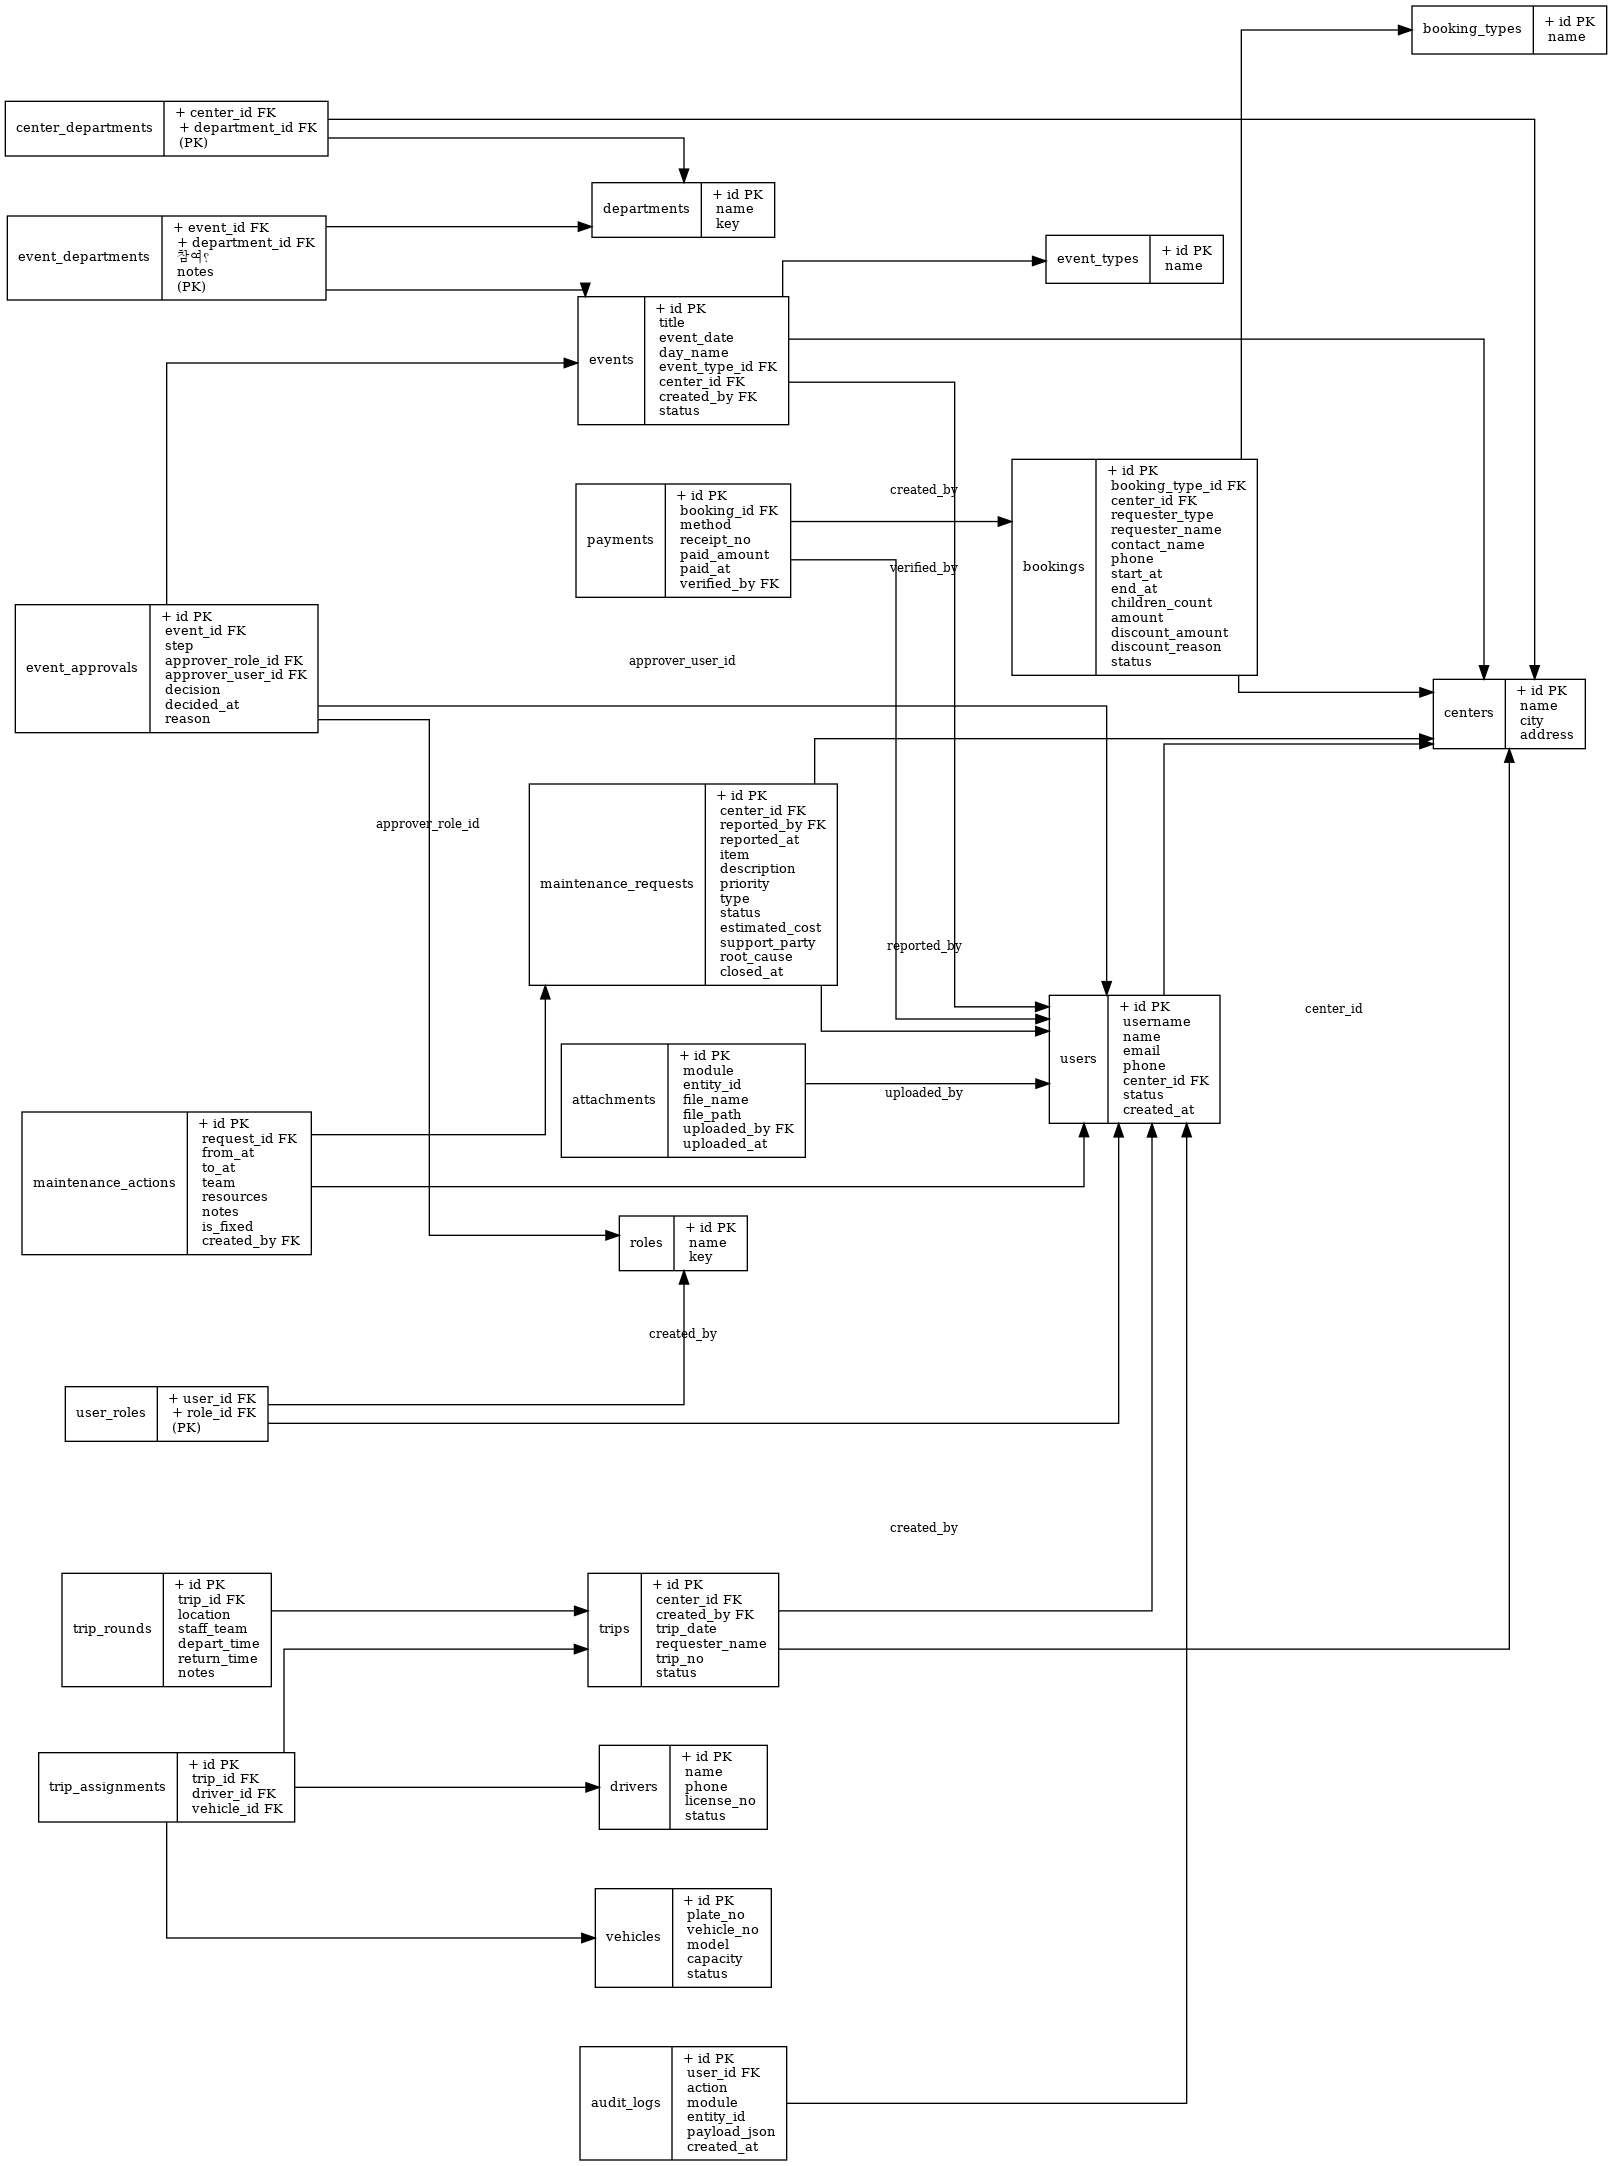 booking_types
+ id PK
name
center_departments
+ center_id FK
+ department_id FK
(PK)
departments
+ id PK
name
key
event_departments
+ event_id FK
+ department_id FK
참여؟
notes
(PK)
event_types
+ id PK
name
events
+ id PK
title
event_date
day_name
event_type_id FK
center_id FK
created_by FK
status
payments
+ id PK
booking_id FK
method
receipt_no
paid_amount
paid_at
verified_by FK
created_by
verified_by
bookings
+ id PK
booking_type_id FK
center_id FK
requester_type
requester_name
contact_name
phone
start_at
end_at
children_count
amount
discount_amount
discount_reason
status
event_approvals
+ id PK
event_id FK
step
approver_role_id FK
approver_user_id FK
decision
decided_at
reason
approver_user_id
centers
+ id PK
name
city
address
approver_role_id
maintenance_requests
+ id PK
center_id FK
reported_by FK
reported_at
item
description
priority
type
status
estimated_cost
support_party
root_cause
closed_at
reported_by
users
+ id PK
username
name
email
phone
center_id FK
status
created_at
center_id
attachments
+ id PK
module
entity_id
file_name
file_path
uploaded_by FK
uploaded_at
uploaded_by
maintenance_actions
+ id PK
request_id FK
from_at
to_at
team
resources
notes
is_fixed
created_by FK
roles
+ id PK
name
key
created_by
user_roles
+ user_id FK
+ role_id FK
(PK)
created_by
trip_rounds
+ id PK
trip_id FK
location
staff_team
depart_time
return_time
notes
trips
+ id PK
center_id FK
created_by FK
trip_date
requester_name
trip_no
status
trip_assignments
+ id PK
trip_id FK
driver_id FK
vehicle_id FK
drivers
+ id PK
name
phone
license_no
status
vehicles
+ id PK
plate_no
vehicle_no
model
capacity
status
audit_logs
+ id PK
user_id FK
action
module
entity_id
payload_json
created_at